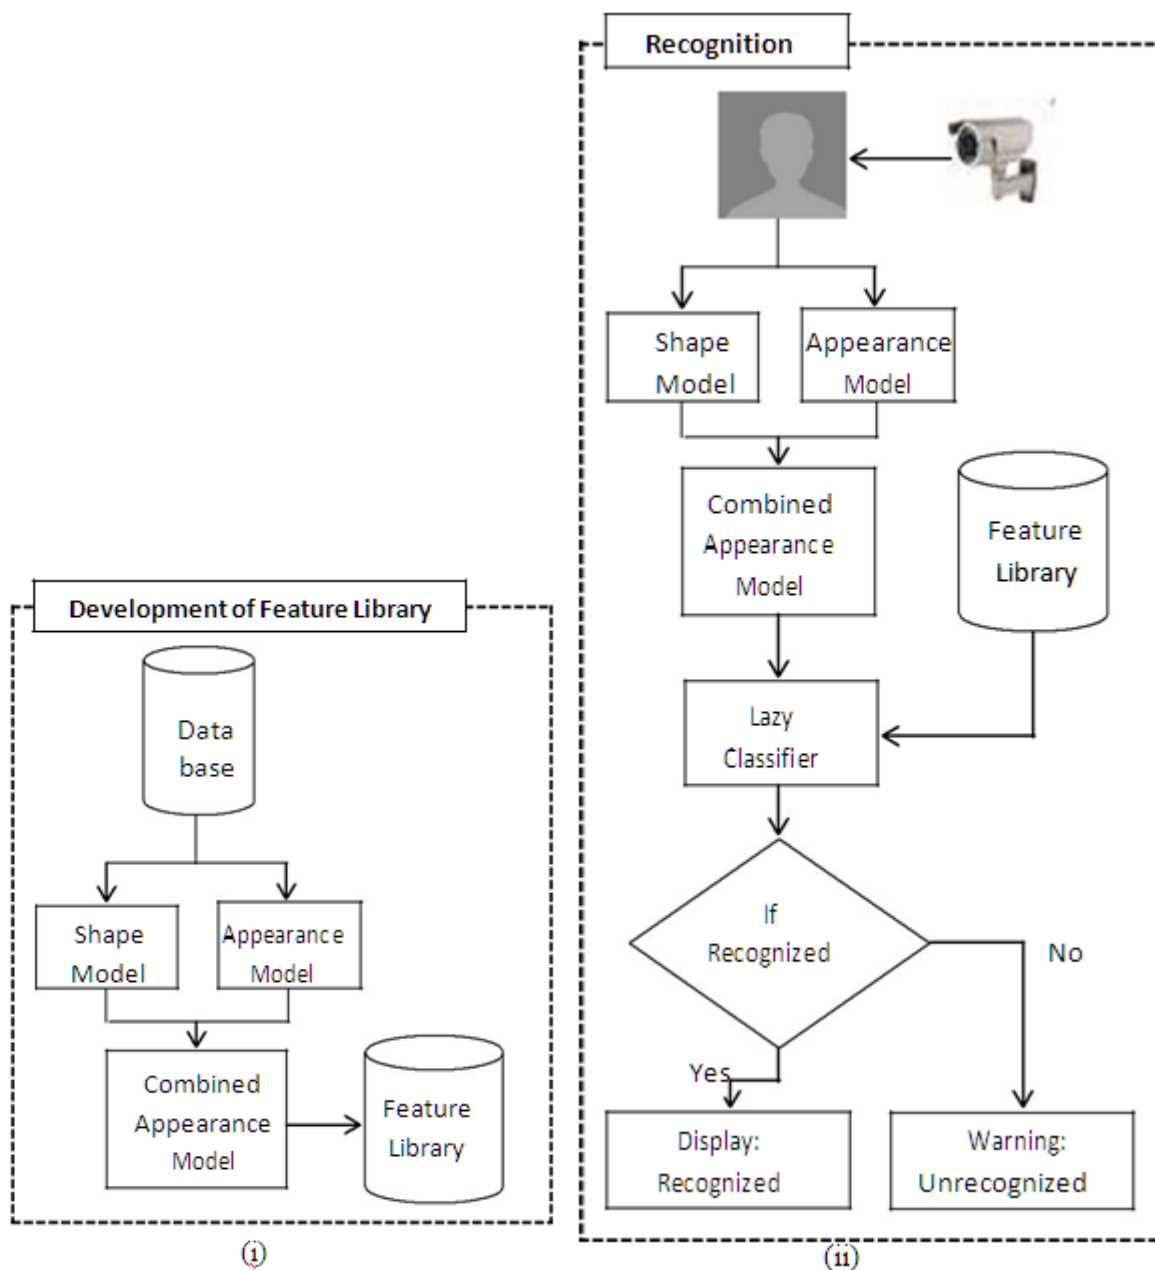 Development of Feature Library
Data
base
Shape
Model
Appearance
Model
Combined
Appearance
Model
Feature
Library
(i)
Recognition
Shape
Model
Appearance
Model
Combined
Appearance
Model
Feature
Library
Lazy
Classifier
If
Recognized
No
Yes
Display:
Recognized
Warning:
Unrecognized
(ii)